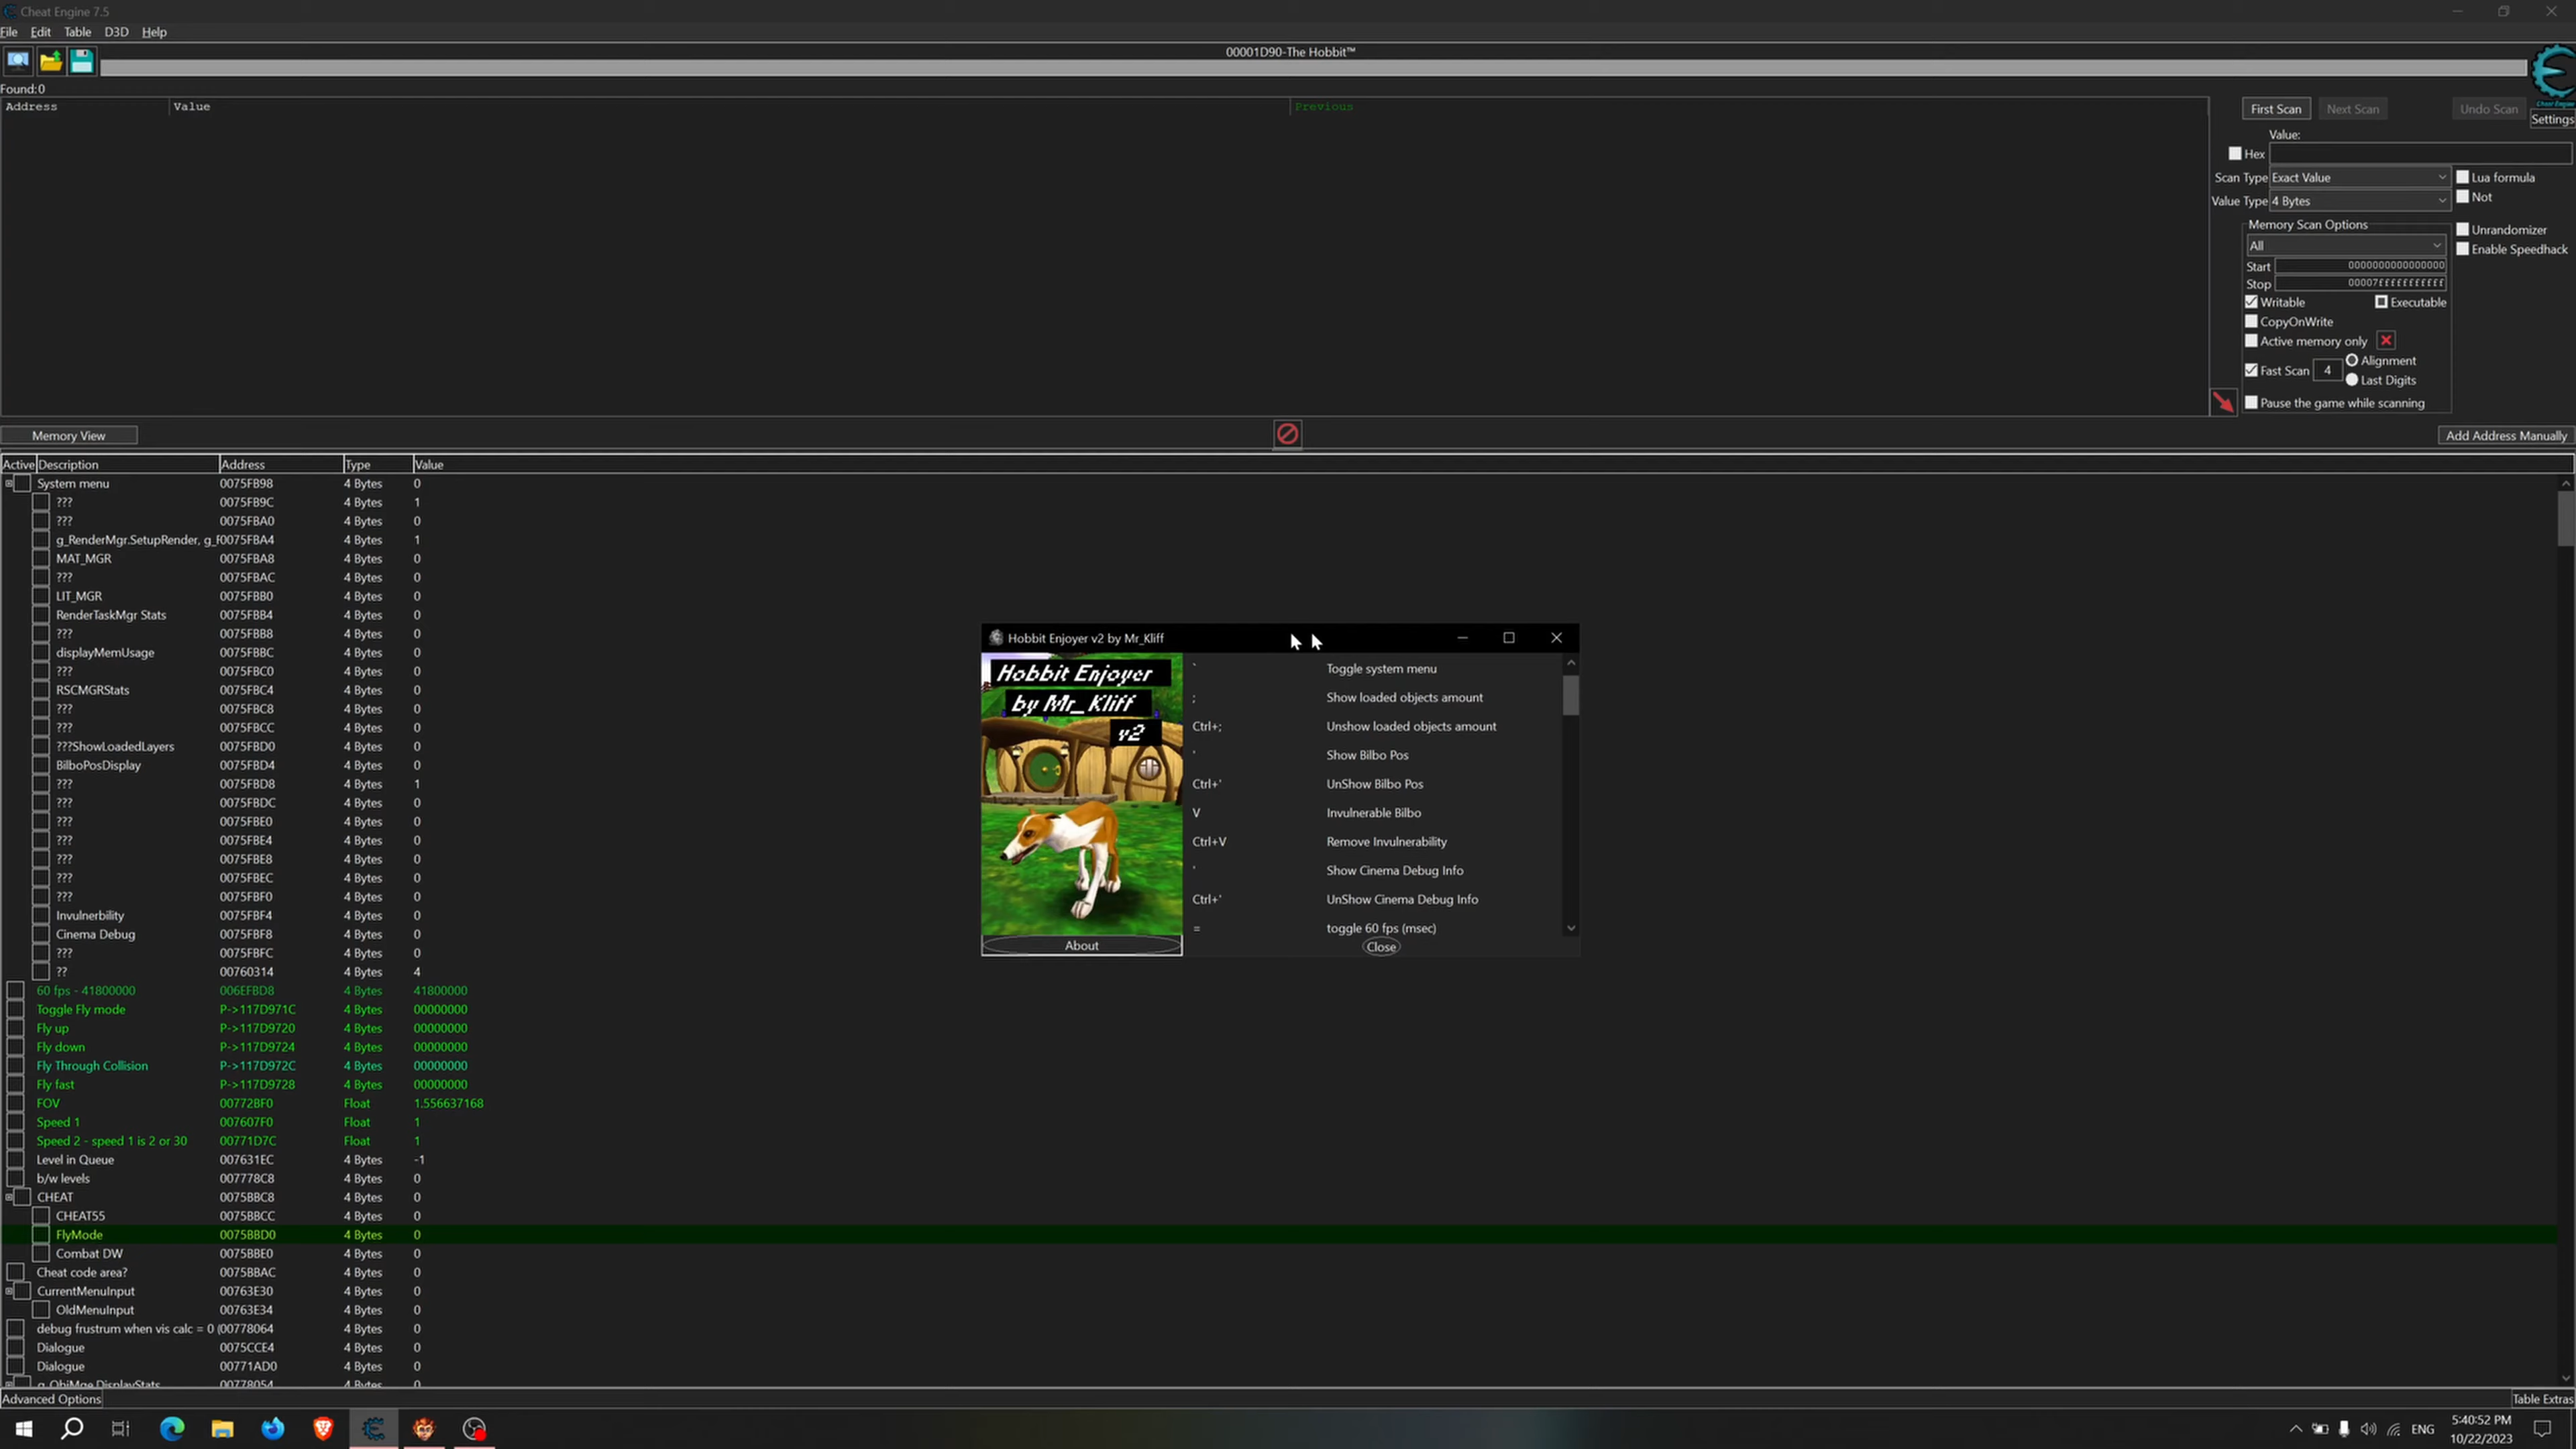 Cheat Engine 7.5
File Edit Table D3D Help
00001D90-The Hobbit™
Found:0
Address Value Previous
First Scan Next Scan Undo Scan
Cheat Engine
Settings
Value:
Hex
Scan Type Exact Value Lua formula
Value Type 4 Bytes Not
Memory Scan Options
All
Unrandomizer
Enable Speedhack
Start 0000000000000000
Stop 00007fffffffffff
Writable Executable
CopyOnWrite
Active memory only
Fast Scan 4 Alignment
Last Digits
Pause the game while scanning
Memory View Add Address Manually
Active Description Address Type Value
System menu 0075FB98 4 Bytes 0
??? 0075FB9C 4 Bytes 1
??? 0075FBA0 4 Bytes 0
g_RenderMgr.SetupRender, g_F 0075FBA4 4 Bytes 1
MAT_MGR 0075FBA8 4 Bytes 0
??? 0075FBAC 4 Bytes 0
LIT_MGR 0075FBB0 4 Bytes 0
RenderTaskMgr Stats 0075FBB4 4 Bytes 0
??? 0075FBB8 4 Bytes 0
displayMemUsage 0075FBBC 4 Bytes 0
??? 0075FBC0 4 Bytes 0
RSCMGRStats 0075FBC4 4 Bytes 0
??? 0075FBC8 4 Bytes 0
??? 0075FBCC 4 Bytes 0
???ShowLoadedLayers 0075FBD0 4 Bytes 0
BilboPosDisplay 0075FBD4 4 Bytes 0
??? 0075FBD8 4 Bytes 1
??? 0075FBDC 4 Bytes 0
??? 0075FBE0 4 Bytes 0
??? 0075FBE4 4 Bytes 0
??? 0075FBE8 4 Bytes 0
??? 0075FBEC 4 Bytes 0
??? 0075FBF0 4 Bytes 0
Invulnerbility 0075FBF4 4 Bytes 0
Cinema Debug 0075FBF8 4 Bytes 0
??? 0075FBFC 4 Bytes 0
?? 00760314 4 Bytes 4
60 fps - 41800000 006EFBD8 4 Bytes 41800000
Toggle Fly mode P->117D971C 4 Bytes 00000000
Fly up P->117D9720 4 Bytes 00000000
Fly down P->117D9724 4 Bytes 00000000
Fly Through Collision P->117D972C 4 Bytes 00000000
Fly fast P->117D9728 4 Bytes 00000000
FOV 00772BF0 Float 1.556637168
Speed 1 007607F0 Float 1
Speed 2 - speed 1 is 2 or 30 00771D7C Float 1
Level in Queue 007631EC 4 Bytes -1
b/w levels 007778C8 4 Bytes 0
CHEAT 0075BBC8 4 Bytes 0
CHEAT55 0075BBCC 4 Bytes 0
FlyMode 0075BBD0 4 Bytes 0
Combat DW 0075BBE0 4 Bytes 0
Cheat code area? 0075BBAC 4 Bytes 0
CurrentMenuInput 00763E30 4 Bytes 0
OldMenuInput 00763E34 4 Bytes 0
debug frustrum when vis calc = 0 ( 00778064 4 Bytes 0
Dialogue 0075CCE4 4 Bytes 0
Dialogue 00771AD0 4 Bytes 0
g_ObjMge.DisplayStats 00778054 4 Bytes 0
Hobbit Enjoyer v2 by Mr_Kliff
Hobbit Enjoyer
by Mr_Kliff
v2
About
` Toggle system menu
; Show loaded objects amount
Ctrl+; Unshow loaded objects amount
' Show Bilbo Pos
Ctrl+' UnShow Bilbo Pos
V Invulnerable Bilbo
Ctrl+V Remove Invulnerability
' Show Cinema Debug Info
Ctrl+' UnShow Cinema Debug Info
= toggle 60 fps (msec)
Close
Advanced Options Table Extras
ENG
5:40:52 PM
10/22/2023